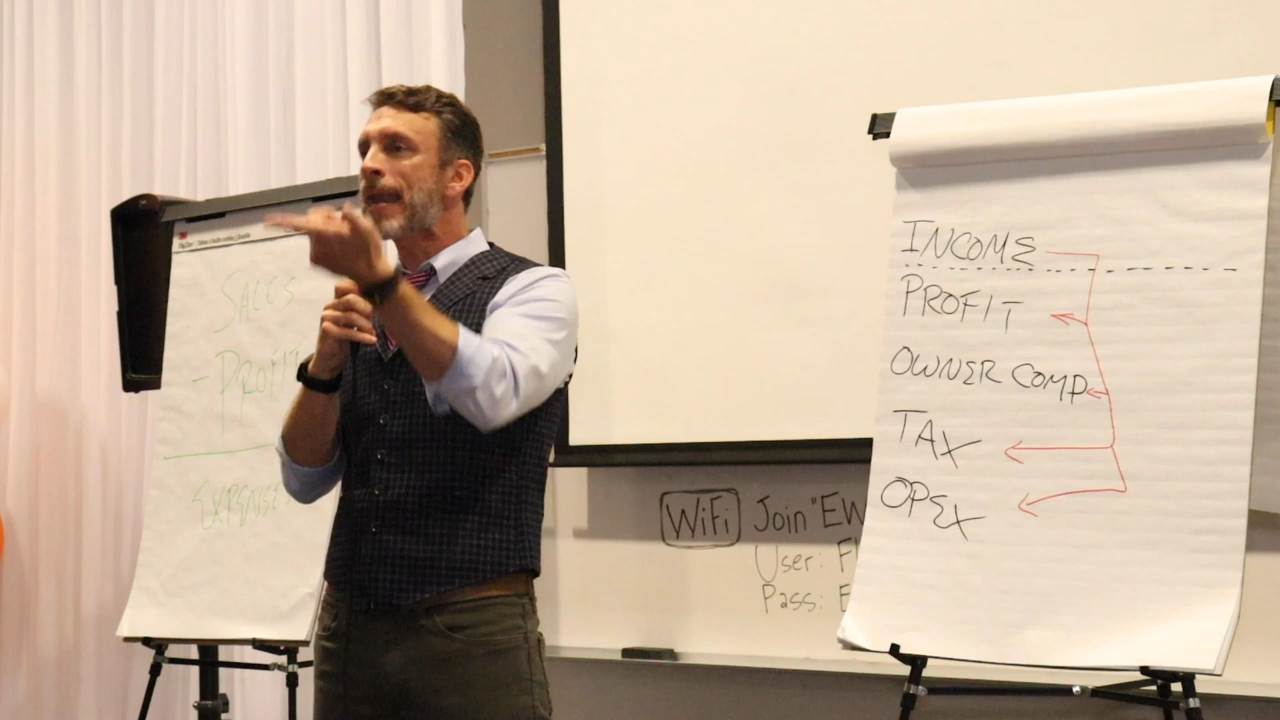 SALES
- PROFIT
EXPENSE
INCOME
PROFIT
OWNER COMP
TAX
OPEX
WiFi Join "EW
User: F
Pass: E